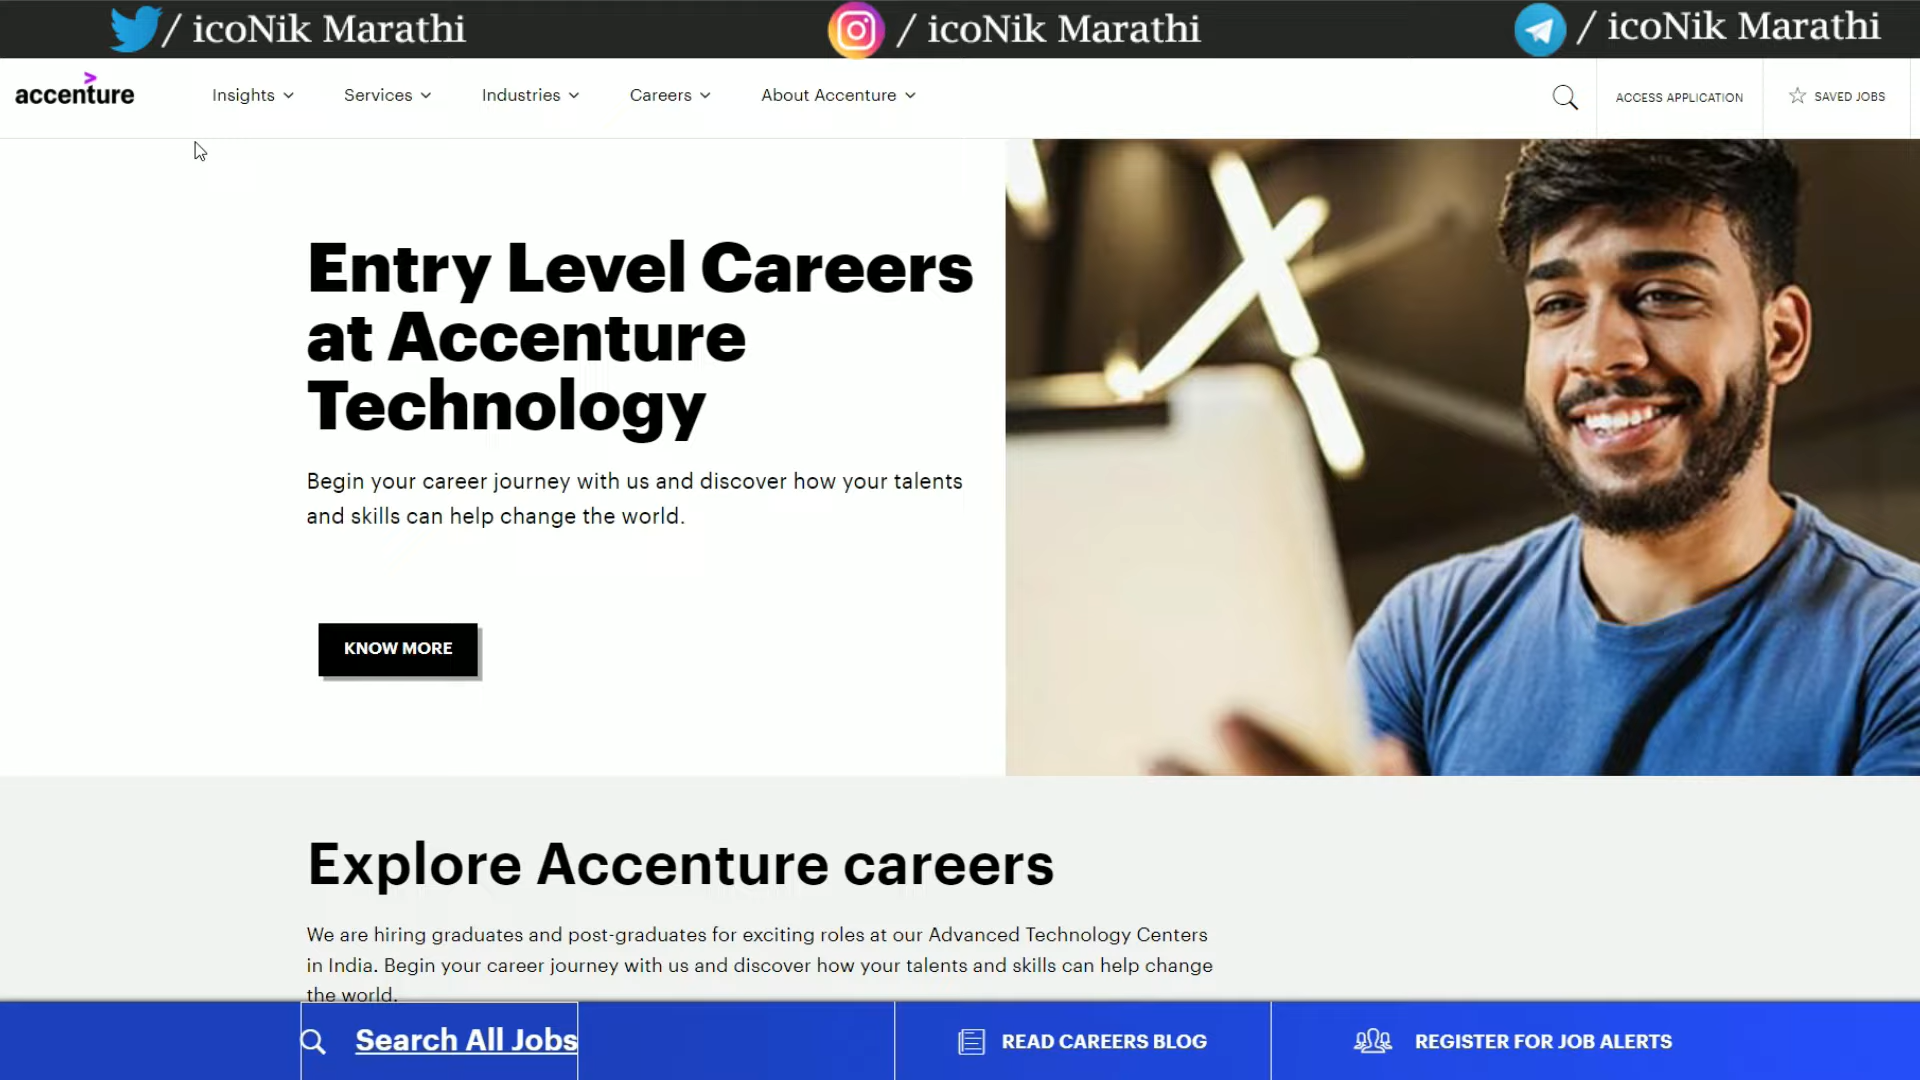 / icoNik Marathi
/ icoNik Marathi
/ icoNik Marathi
accenture
Insights
Services
Industries
Careers
About Accenture
ACCESS APPLICATION
SAVED JOBS
Entry Level Careers
at Accenture
Technology
Begin your career journey with us and discover how your talents
and skills can help change the world.
KNOW MORE
Explore Accenture careers
We are hiring graduates and post-graduates for exciting roles at our Advanced Technology Centers
in India. Begin your career journey with us and discover how your talents and skills can help change
the world.
Search All Jobs
READ CAREERS BLOG
REGISTER FOR JOB ALERTS